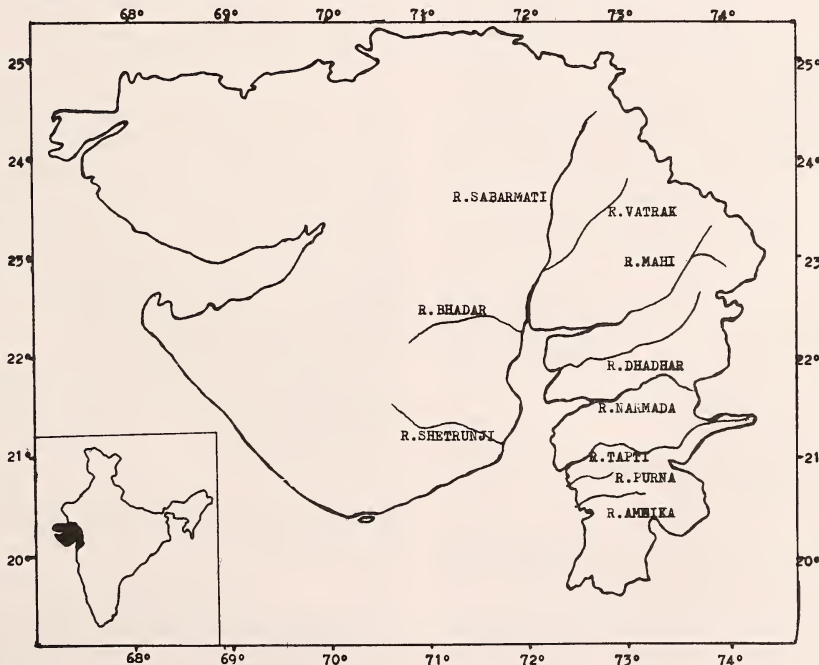 68° 69° 70° 71° 72° 73° 74°
25° 25°
24° 24°
R.SABARMATI
R.VATRAK
23° 23°
R.MAHI
R.BHADAR
22° 22°
R.DHADHAR
R.NARMADA
R.SHETRUNJI
21° 21°
R.TAPTI
R.PURNA
R.AMBIKA
20° 20°
68° 69° 70° 71° 72° 73° 74°